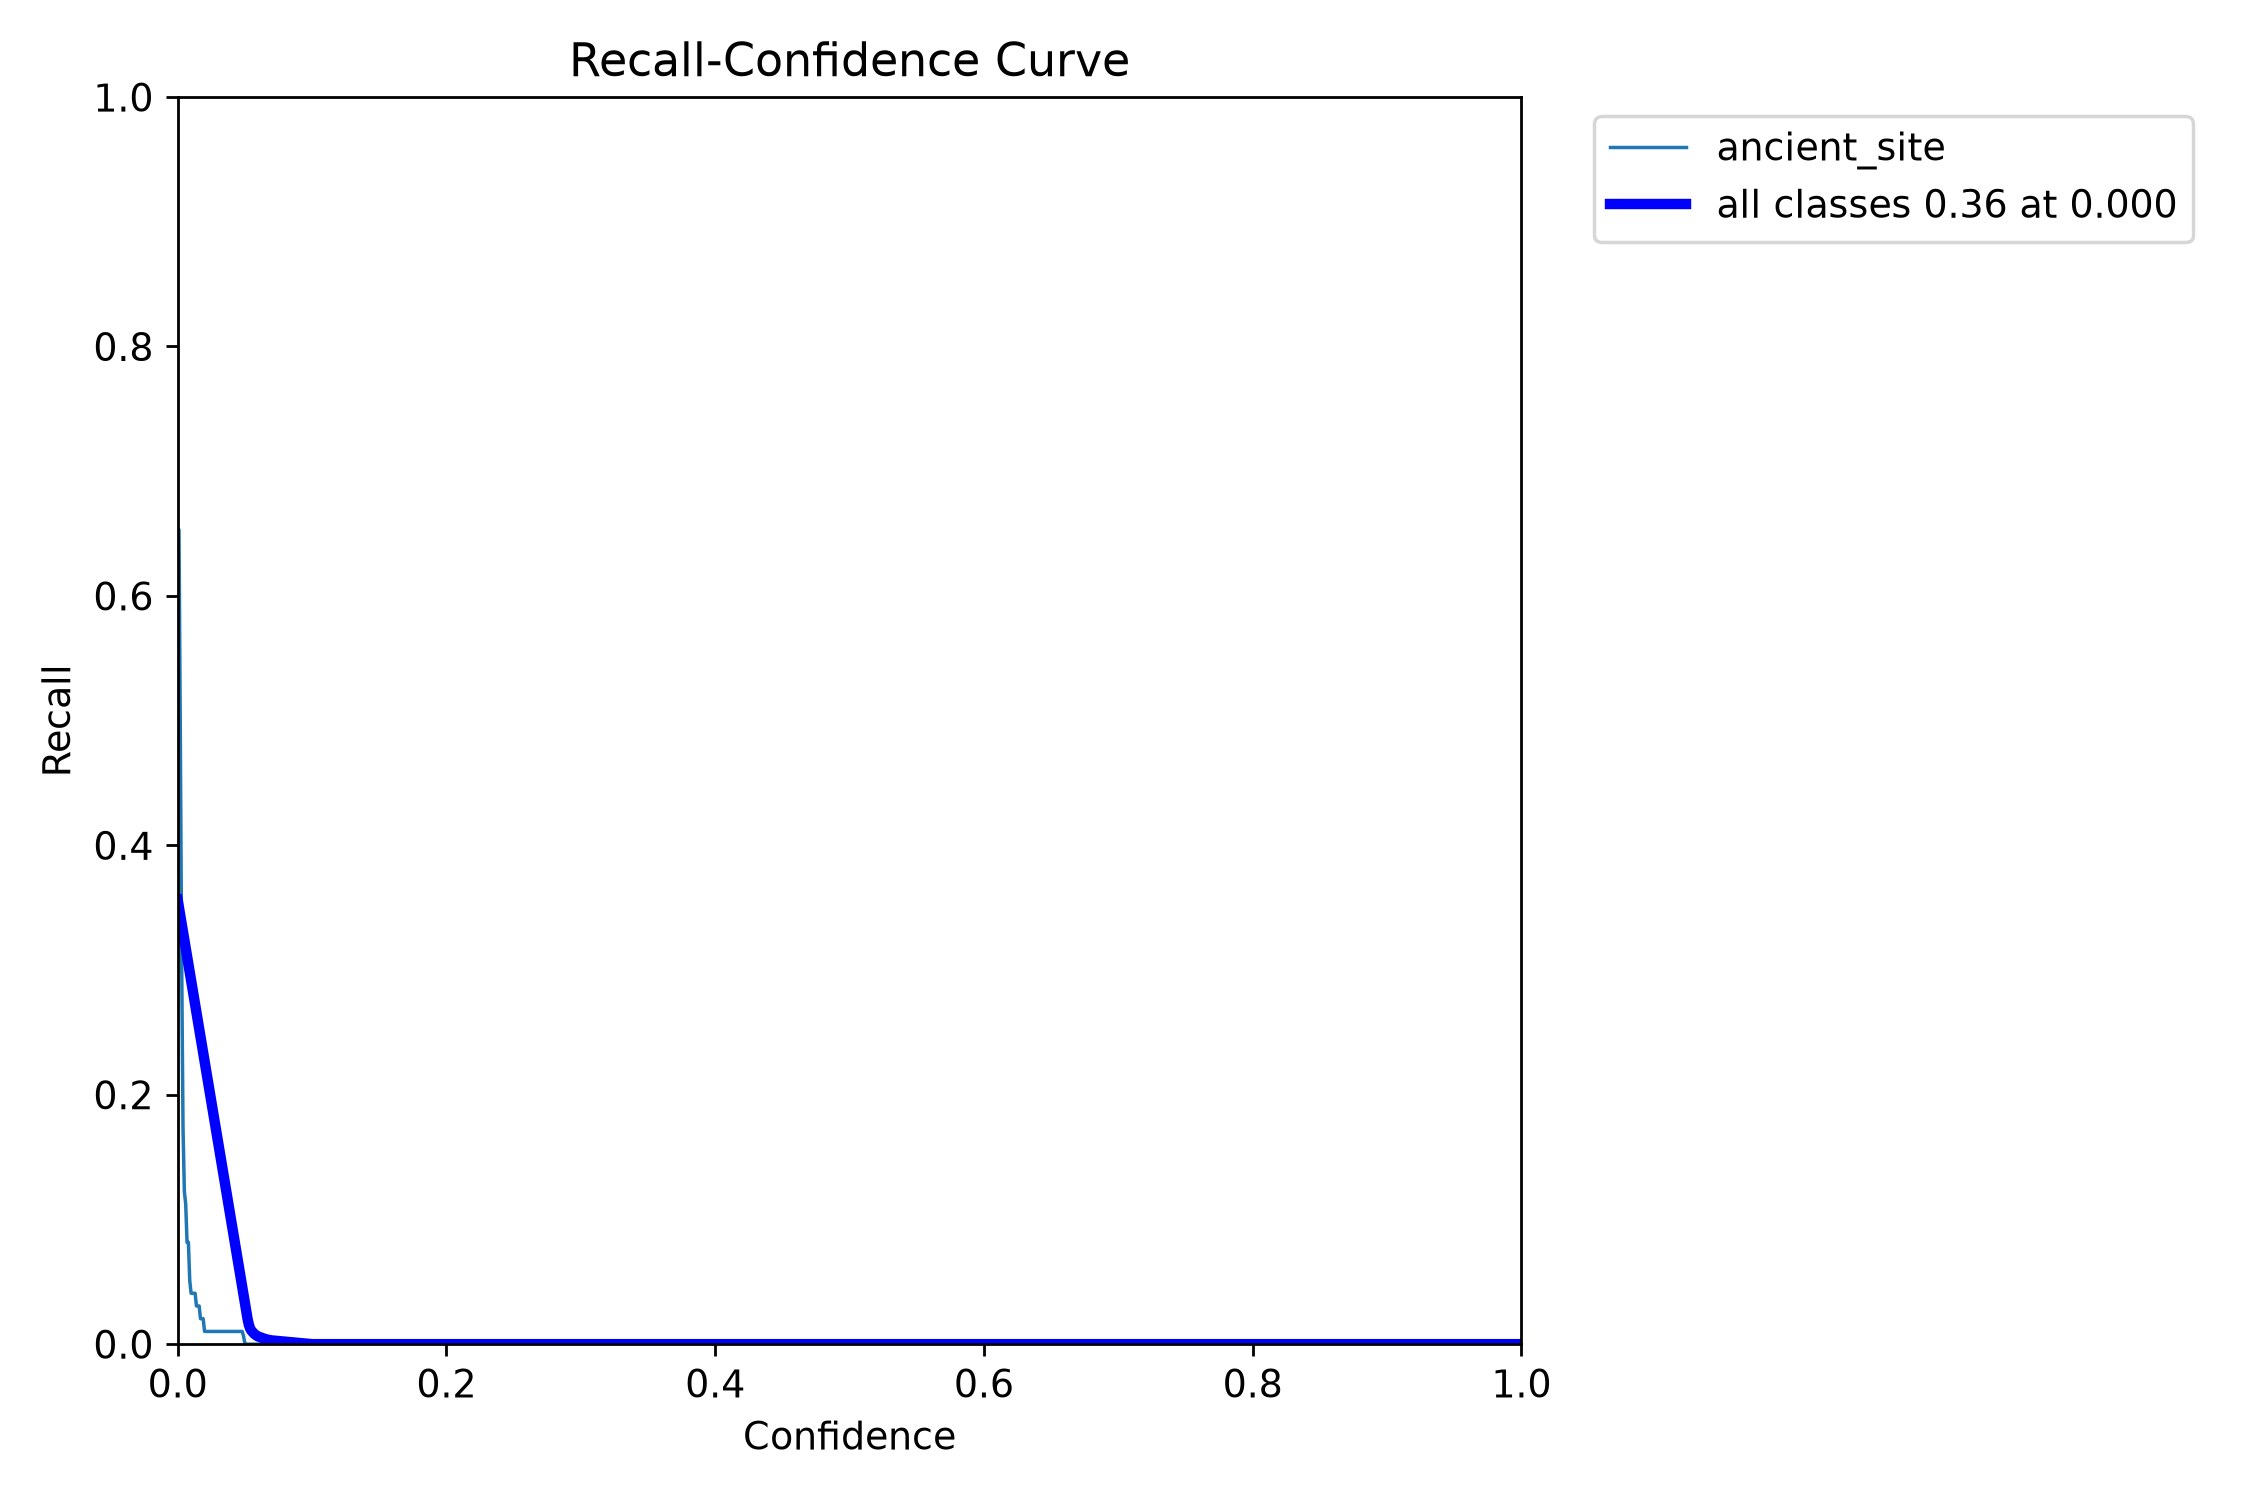 Recall-Confidence Curve
1.0
0.8
0.6
0.4
0.2
0.0
Recall
0.0 0.2 0.4 0.6 0.8 1.0
Confidence
ancient_site
all classes 0.36 at 0.000